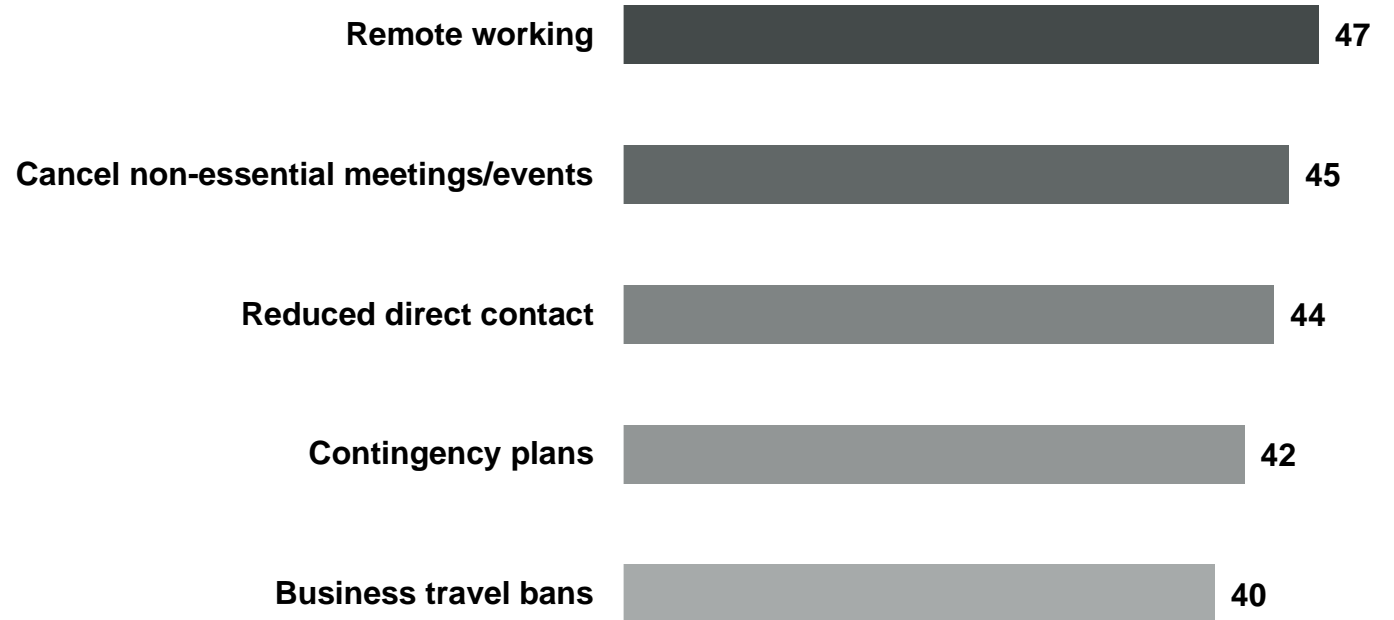 Remote working 47
Cancel non-essential meetings/events 45
Reduced direct contact 44
Contingency plans 42
Business travel bans 40